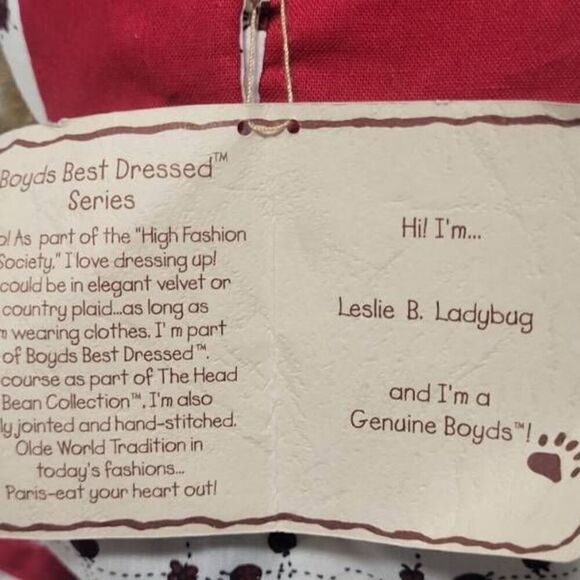 Boyds Best Dressed™
Series
o! As part of the "High Fashion
Society," I love dressing up!
could be in elegant velvet or
country plaid...as long as
m wearing clothes. I'm part
of Boyds Best Dressed™.
course as part of The Head
Bean Collection™, I'm also
ly jointed and hand-stitched.
Olde World Tradition in
today's fashions...
Paris-eat your heart out!
Hi! I'm...
Leslie B. Ladybug
and I'm a
Genuine Boyds™!